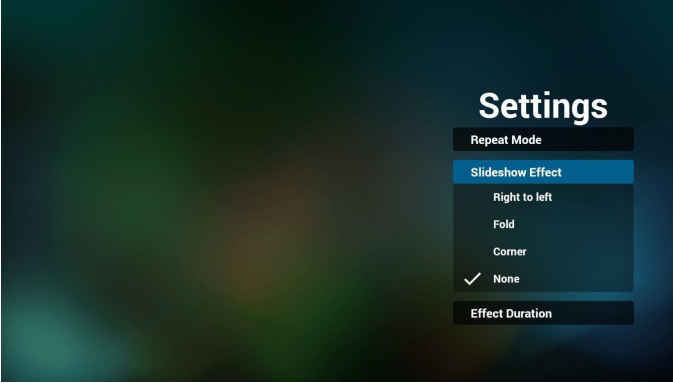 Settings
Repeat Mode
Slideshow Effect
Right to left
Fold
Corner
None
Effect Duration